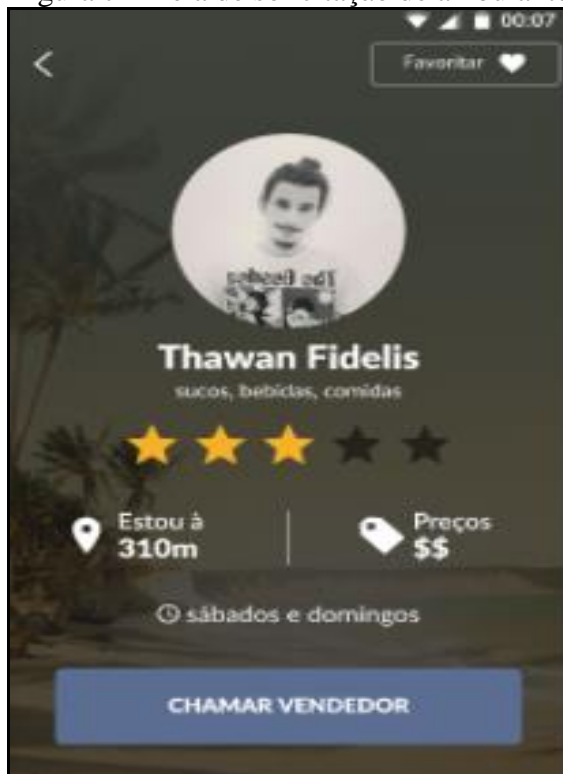 00:07
Favoritar
Thawan Fidelis
sucos, bebidas, comidas
Estou à
310m
Preços
$$
sábados e domingos
CHAMAR VENDEDOR